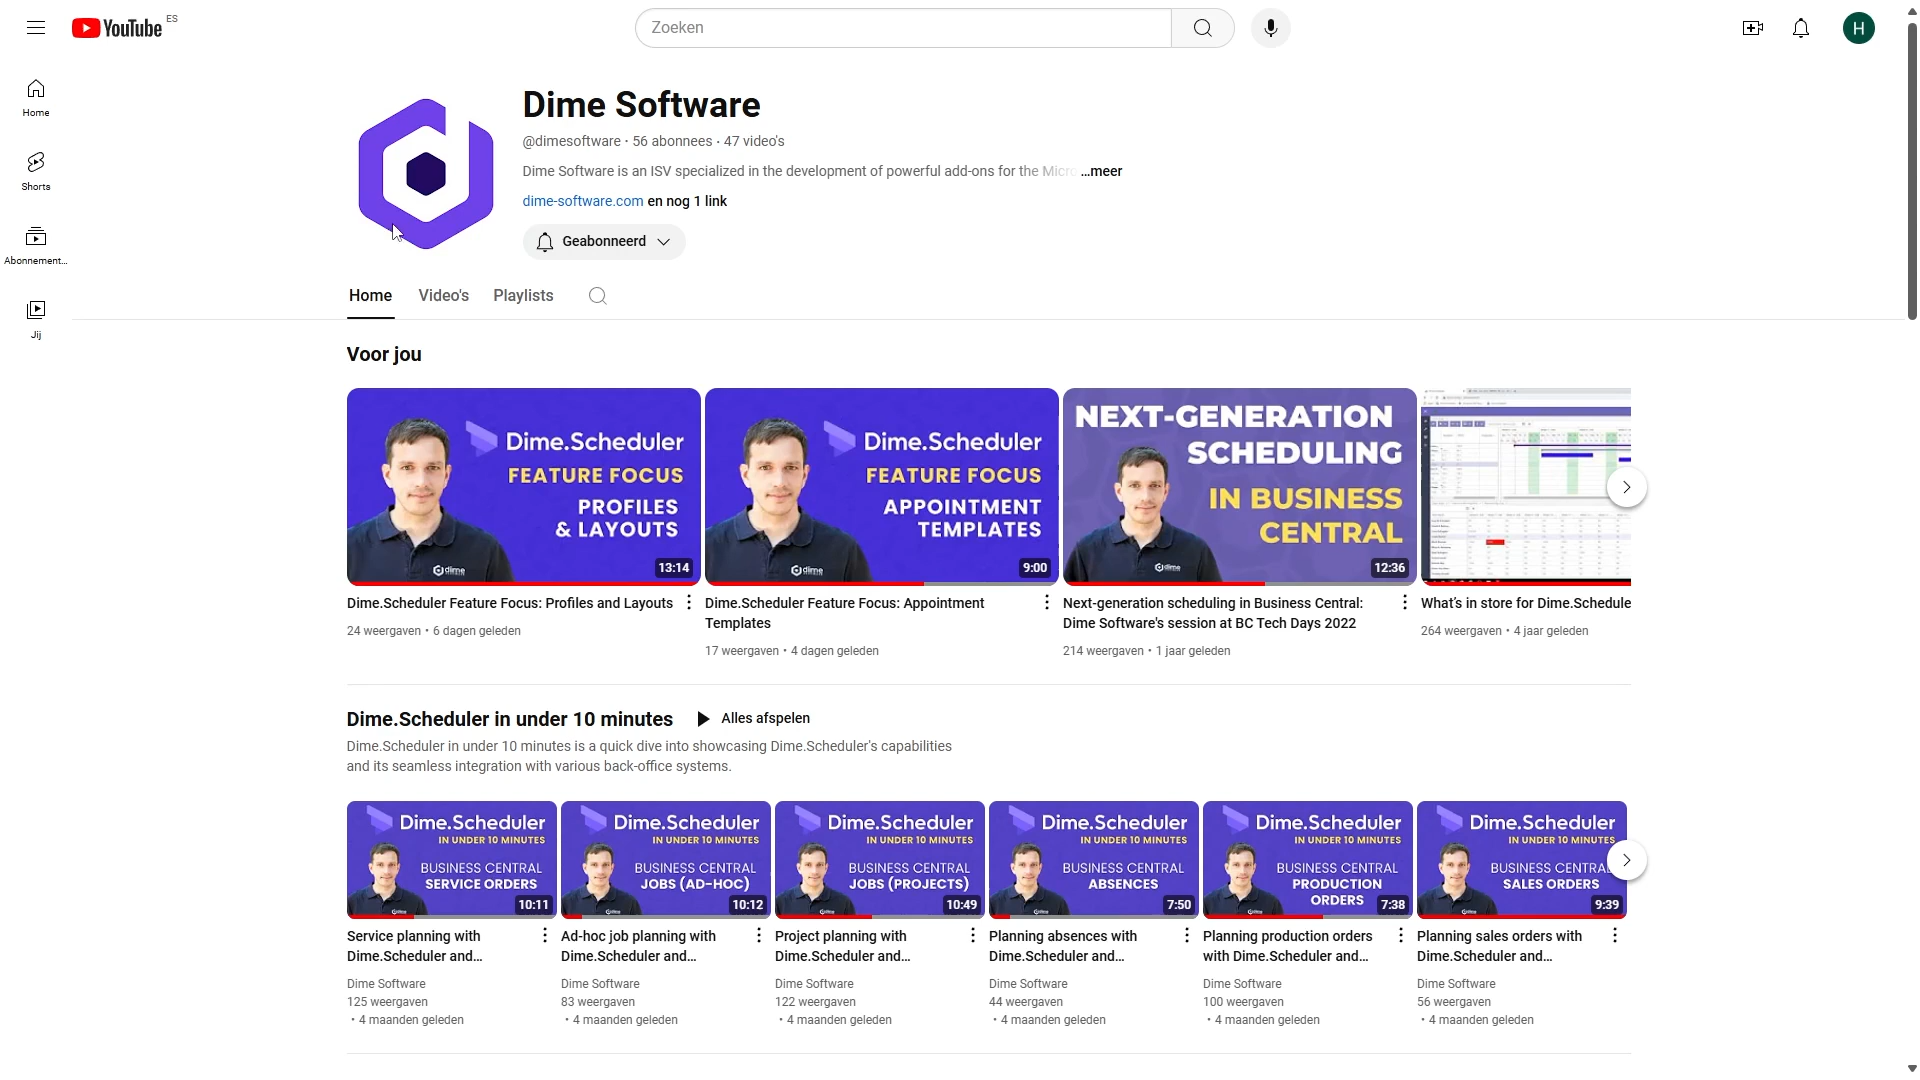 YouTube ES
Zoeken
H
Home
Shorts
Abonnement...
Jij
Dime Software
@dimesoftware · 56 abonnees · 47 video's
Dime Software is an ISV specialized in the development of powerful add-ons for the Micro ...meer
dime-software.com en nog 1 link
Geabonneerd
Home Video's Playlists
Voor jou
Dime.Scheduler
FEATURE FOCUS
PROFILES
& LAYOUTS
dime
13:14
Dime.Scheduler Feature Focus: Profiles and Layouts
24 weergaven • 6 dagen geleden
Dime.Scheduler
FEATURE FOCUS
APPOINTMENT
TEMPLATES
dime
9:00
Dime.Scheduler Feature Focus: Appointment
Templates
17 weergaven • 4 dagen geleden
NEXT-GENERATION
SCHEDULING
IN BUSINESS
CENTRAL
dime
12:36
Next-generation scheduling in Business Central:
Dime Software's session at BC Tech Days 2022
214 weergaven • 1 jaar geleden
What's in store for Dime.Schedule
264 weergaven • 4 jaar geleden
Dime.Scheduler in under 10 minutes Alles afspelen
Dime.Scheduler in under 10 minutes is a quick dive into showcasing Dime.Scheduler's capabilities
and its seamless integration with various back-office systems.
Dime.Scheduler
IN UNDER 10 MINUTES
BUSINESS CENTRAL
SERVICE ORDERS
10:11
Service planning with
Dime.Scheduler and...
Dime Software
125 weergaven
• 4 maanden geleden
Dime.Scheduler
IN UNDER 10 MINUTES
BUSINESS CENTRAL
JOBS (AD-HOC)
10:12
Ad-hoc job planning with
Dime.Scheduler and...
Dime Software
83 weergaven
• 4 maanden geleden
Dime.Scheduler
IN UNDER 10 MINUTES
BUSINESS CENTRAL
JOBS (PROJECTS)
10:49
Project planning with
Dime.Scheduler and...
Dime Software
122 weergaven
• 4 maanden geleden
Dime.Scheduler
IN UNDER 10 MINUTES
BUSINESS CENTRAL
ABSENCES
7:50
Planning absences with
Dime.Scheduler and...
Dime Software
44 weergaven
• 4 maanden geleden
Dime.Scheduler
IN UNDER 10 MINUTES
BUSINESS CENTRAL
PRODUCTION
ORDERS
7:38
Planning production orders
with Dime.Scheduler and...
Dime Software
100 weergaven
• 4 maanden geleden
Dime.Scheduler
IN UNDER 10 MINUTES
BUSINESS CENTRAL
SALES ORDERS
9:39
Planning sales orders with
Dime.Scheduler and...
Dime Software
56 weergaven
• 4 maanden geleden